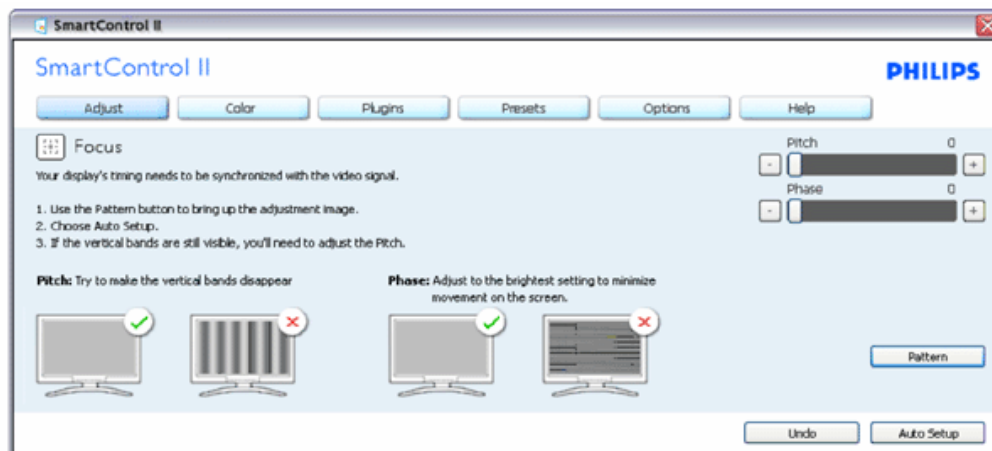 SmartControl II
SmartControl II
PHILIPS
Adjust Color Plugins Presets Options Help
Focus
Your display's timing needs to be synchronized with the video signal.
1. Use the Pattern button to bring up the adjustment image.
2. Choose Auto Setup.
3. If the vertical bands are still visible, you'll need to adjust the Pitch.
Pitch 0
- +
Phase 0
- +
Pitch: Try to make the vertical bands disappear
Phase: Adjust to the brightest setting to minimize
movement on the screen.
Pattern
Undo Auto Setup